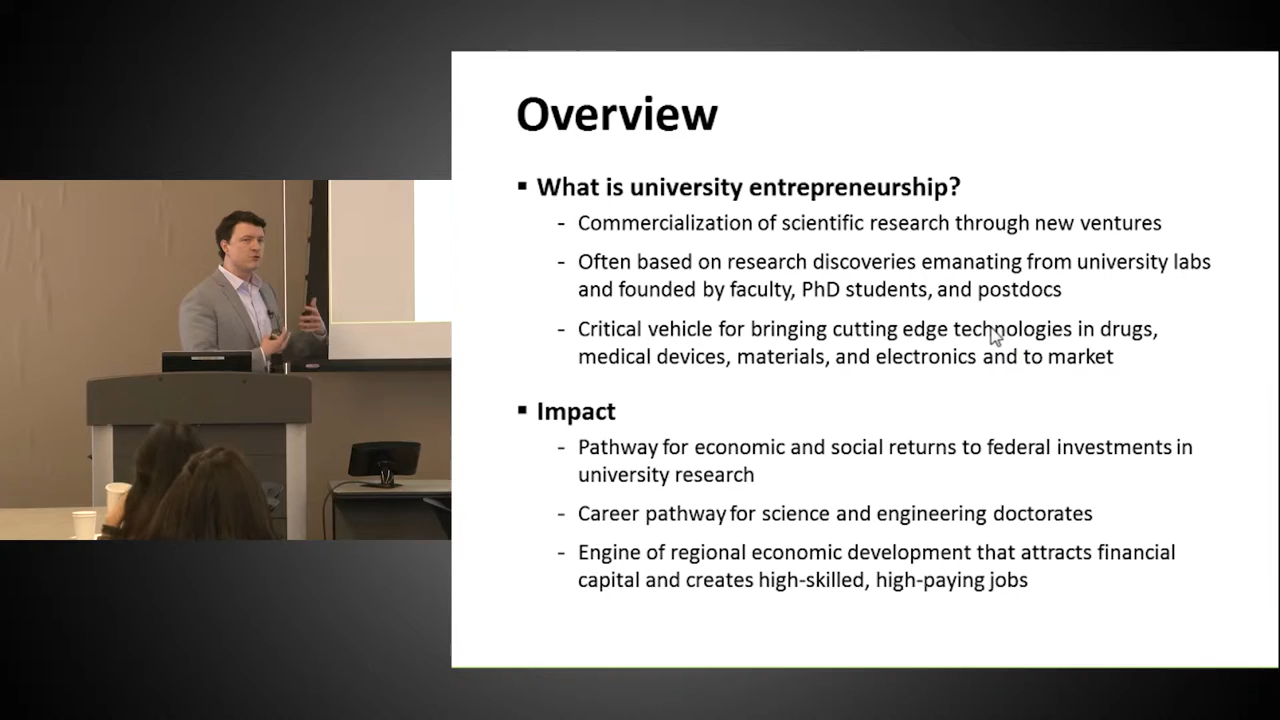 Overview
▪ What is university entrepreneurship?
- Commercialization of scientific research through new ventures
- Often based on research discoveries emanating from university labs
and founded by faculty, PhD students, and postdocs
- Critical vehicle for bringing cutting edge technologies in drugs,
medical devices, materials, and electronics and to market
▪ Impact
- Pathway for economic and social returns to federal investments in
university research
- Career pathway for science and engineering doctorates
- Engine of regional economic development that attracts financial
capital and creates high-skilled, high-paying jobs